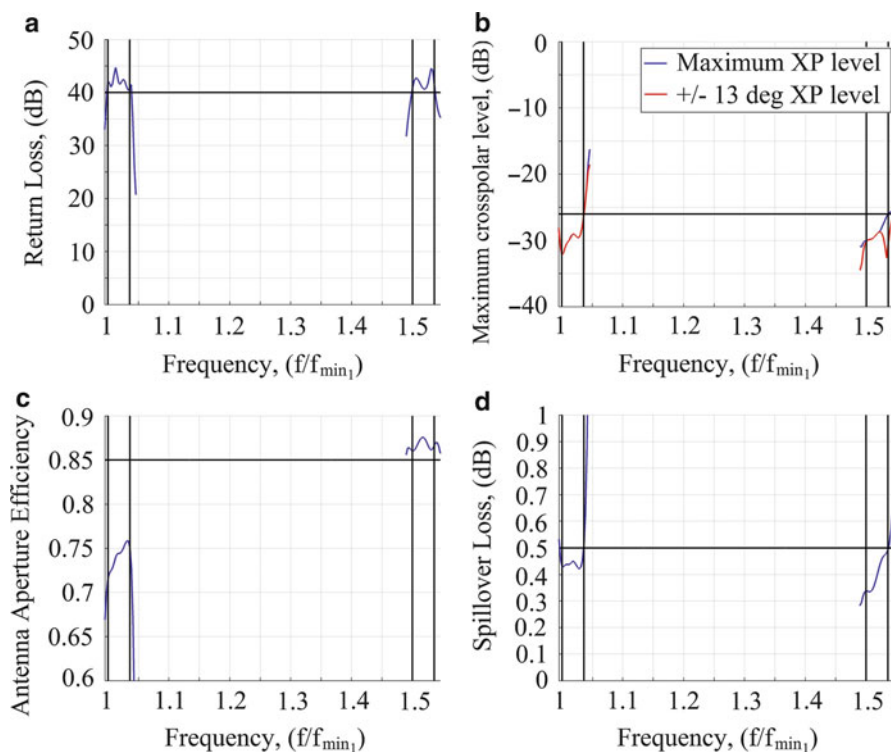 a
50
40
30
20
10
0
Return Loss, (dB)
1 1.1 1.2 1.3 1.4 1.5
Frequency, (f/fmin1)
b
0
−10
−20
−30
−40
Maximum crosspolar level, (dB)
Maximum XP level
+/- 13 deg XP level
1 1.1 1.2 1.3 1.4 1.5
Frequency, (f/fmin1)
c
0.9
0.85
0.8
0.75
0.7
0.65
0.6
Antenna Aperture Efficiency
1 1.1 1.2 1.3 1.4 1.5
Frequency, (f/fmin1)
d
1
0.9
0.8
0.7
0.6
0.5
0.4
0.3
0.2
0.1
0
Spillover Loss, (dB)
1 1.1 1.2 1.3 1.4 1.5
Frequency, (f/fmin1)